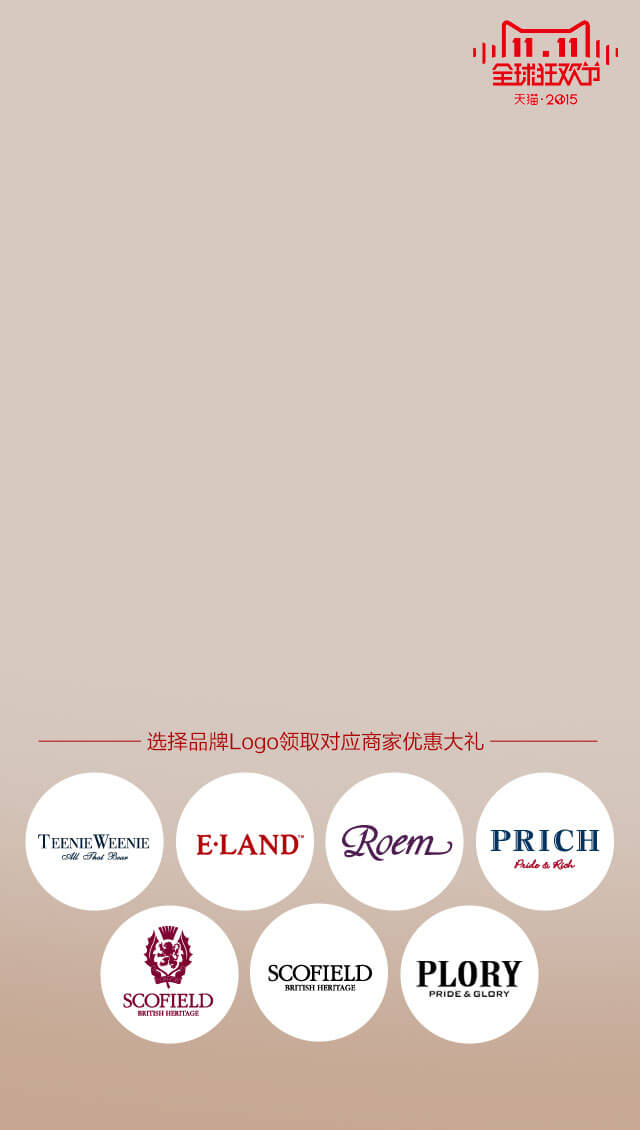 11.11
全球狂欢节
天猫·2015
选择品牌Logo领取对应商家优惠大礼
TEENIE WEENIE
All That Bear
E·LAND™
Roem
PRICH
Pride & Rich
SCOFIELD
BRITISH HERITAGE
SCOFIELD
BRITISH HERITAGE
PLORY
PRIDE & GLORY